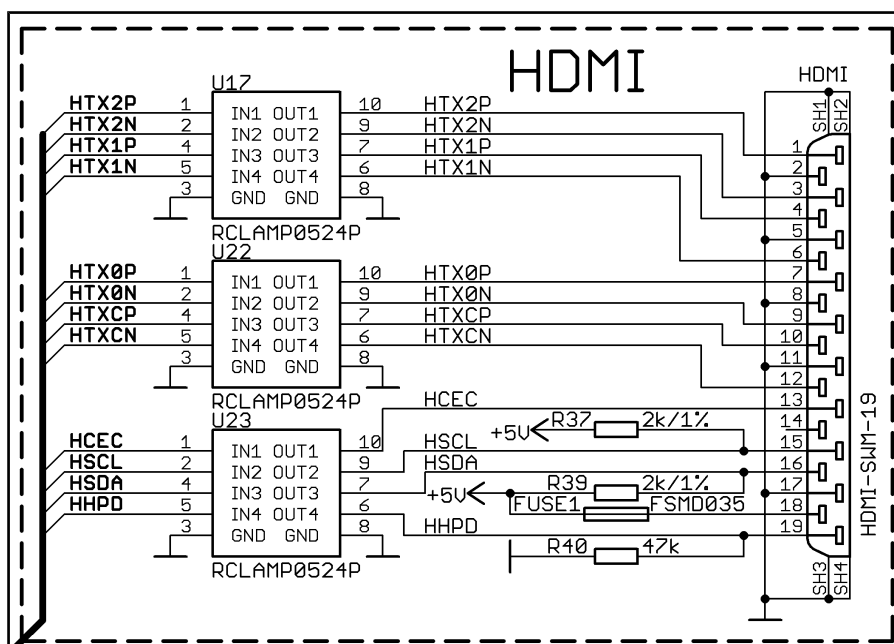 HDMI
HDMI
SH1 SH2
U17
HTX2P 1 IN1 OUT1 10 HTX2P
HTX2N 2 IN2 OUT2 9 HTX2N
HTX1P 4 IN3 OUT3 7 HTX1P
HTX1N 5 IN4 OUT4 6 HTX1N
3 GND GND 8
RCLAMP0524P
U22
HTX0P 1 IN1 OUT1 10 HTX0P
HTX0N 2 IN2 OUT2 9 HTX0N
HTXCP 4 IN3 OUT3 7 HTXCP
HTXCN 5 IN4 OUT4 6 HTXCN
3 GND GND 8
RCLAMP0524P
U23
HCEC 1 IN1 OUT1 10 HCEC
HSCL 2 IN2 OUT2 9 HSCL
HSDA 4 IN3 OUT3 7 HSDA
HHPD 5 IN4 OUT4 6 HHPD
3 GND GND 8
RCLAMP0524P
+5V R37 2k/1%
+5V R39 2k/1%
FUSE1 FSMD035
R40 47k
1
2
3
4
5
6
7
8
9
10
11
12
13
14
15
16
17
18
19
HDMI-SWM-19
SH3 SH4